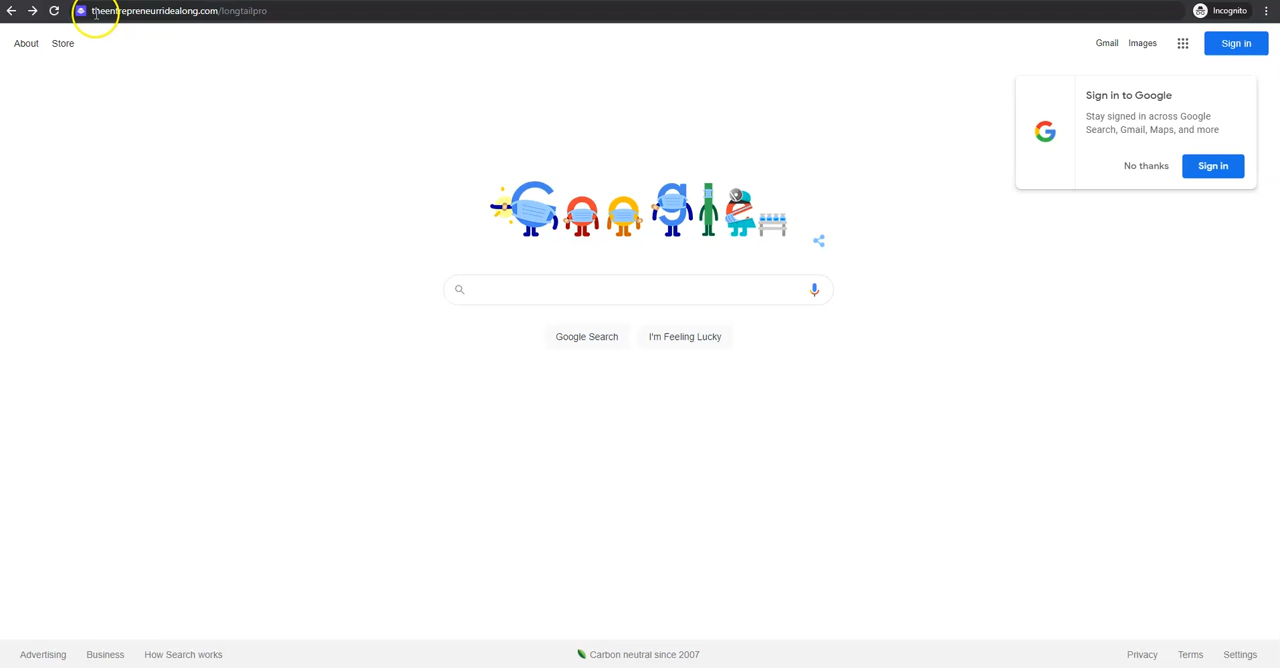 theentrepreneurridealong.com/longtailpro
Incognito
About
Store
Gmail
Images
Sign in
Sign in to Google
Stay signed in across Google
Search, Gmail, Maps, and more
No thanks
Sign in
Google
Google Search
I'm Feeling Lucky
Advertising
Business
How Search works
Carbon neutral since 2007
Privacy
Terms
Settings